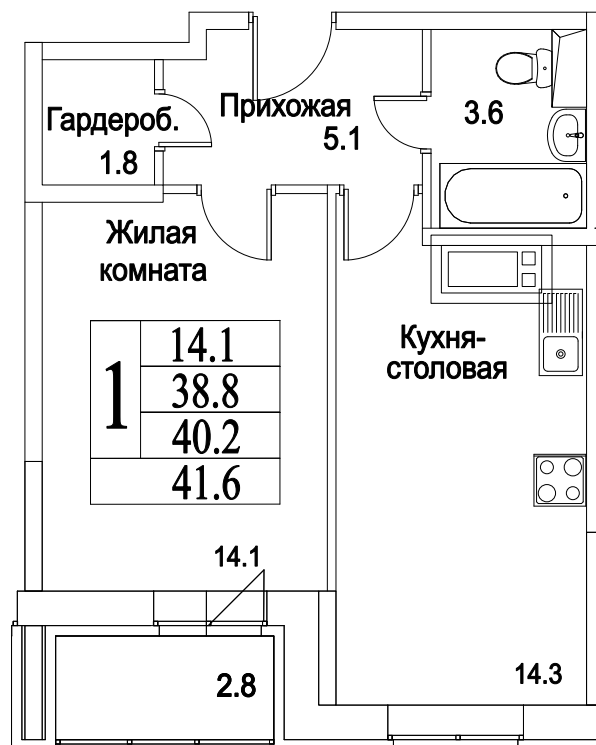 Гардероб.
1.8
Прихожая
5.1
3.6
Жилая
комната
1
14.1
38.8
40.2
41.6
Кухня-
столовая
14.1
2.8
14.3